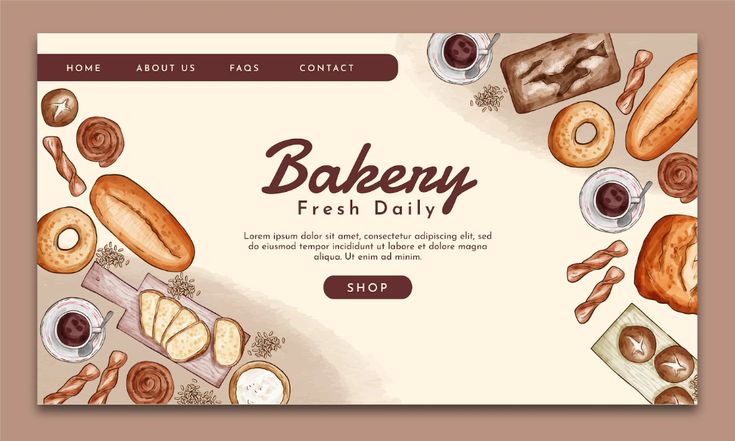 HOME ABOUT US FAQS CONTACT
Bakery
Fresh Daily
Lorem ipsum dolor sit amet, consectetur adipiscing elit, sed
do eiusmod tempor incididunt ut labore et dolore magna
aliqua. Ut enim ad minim.
SHOP